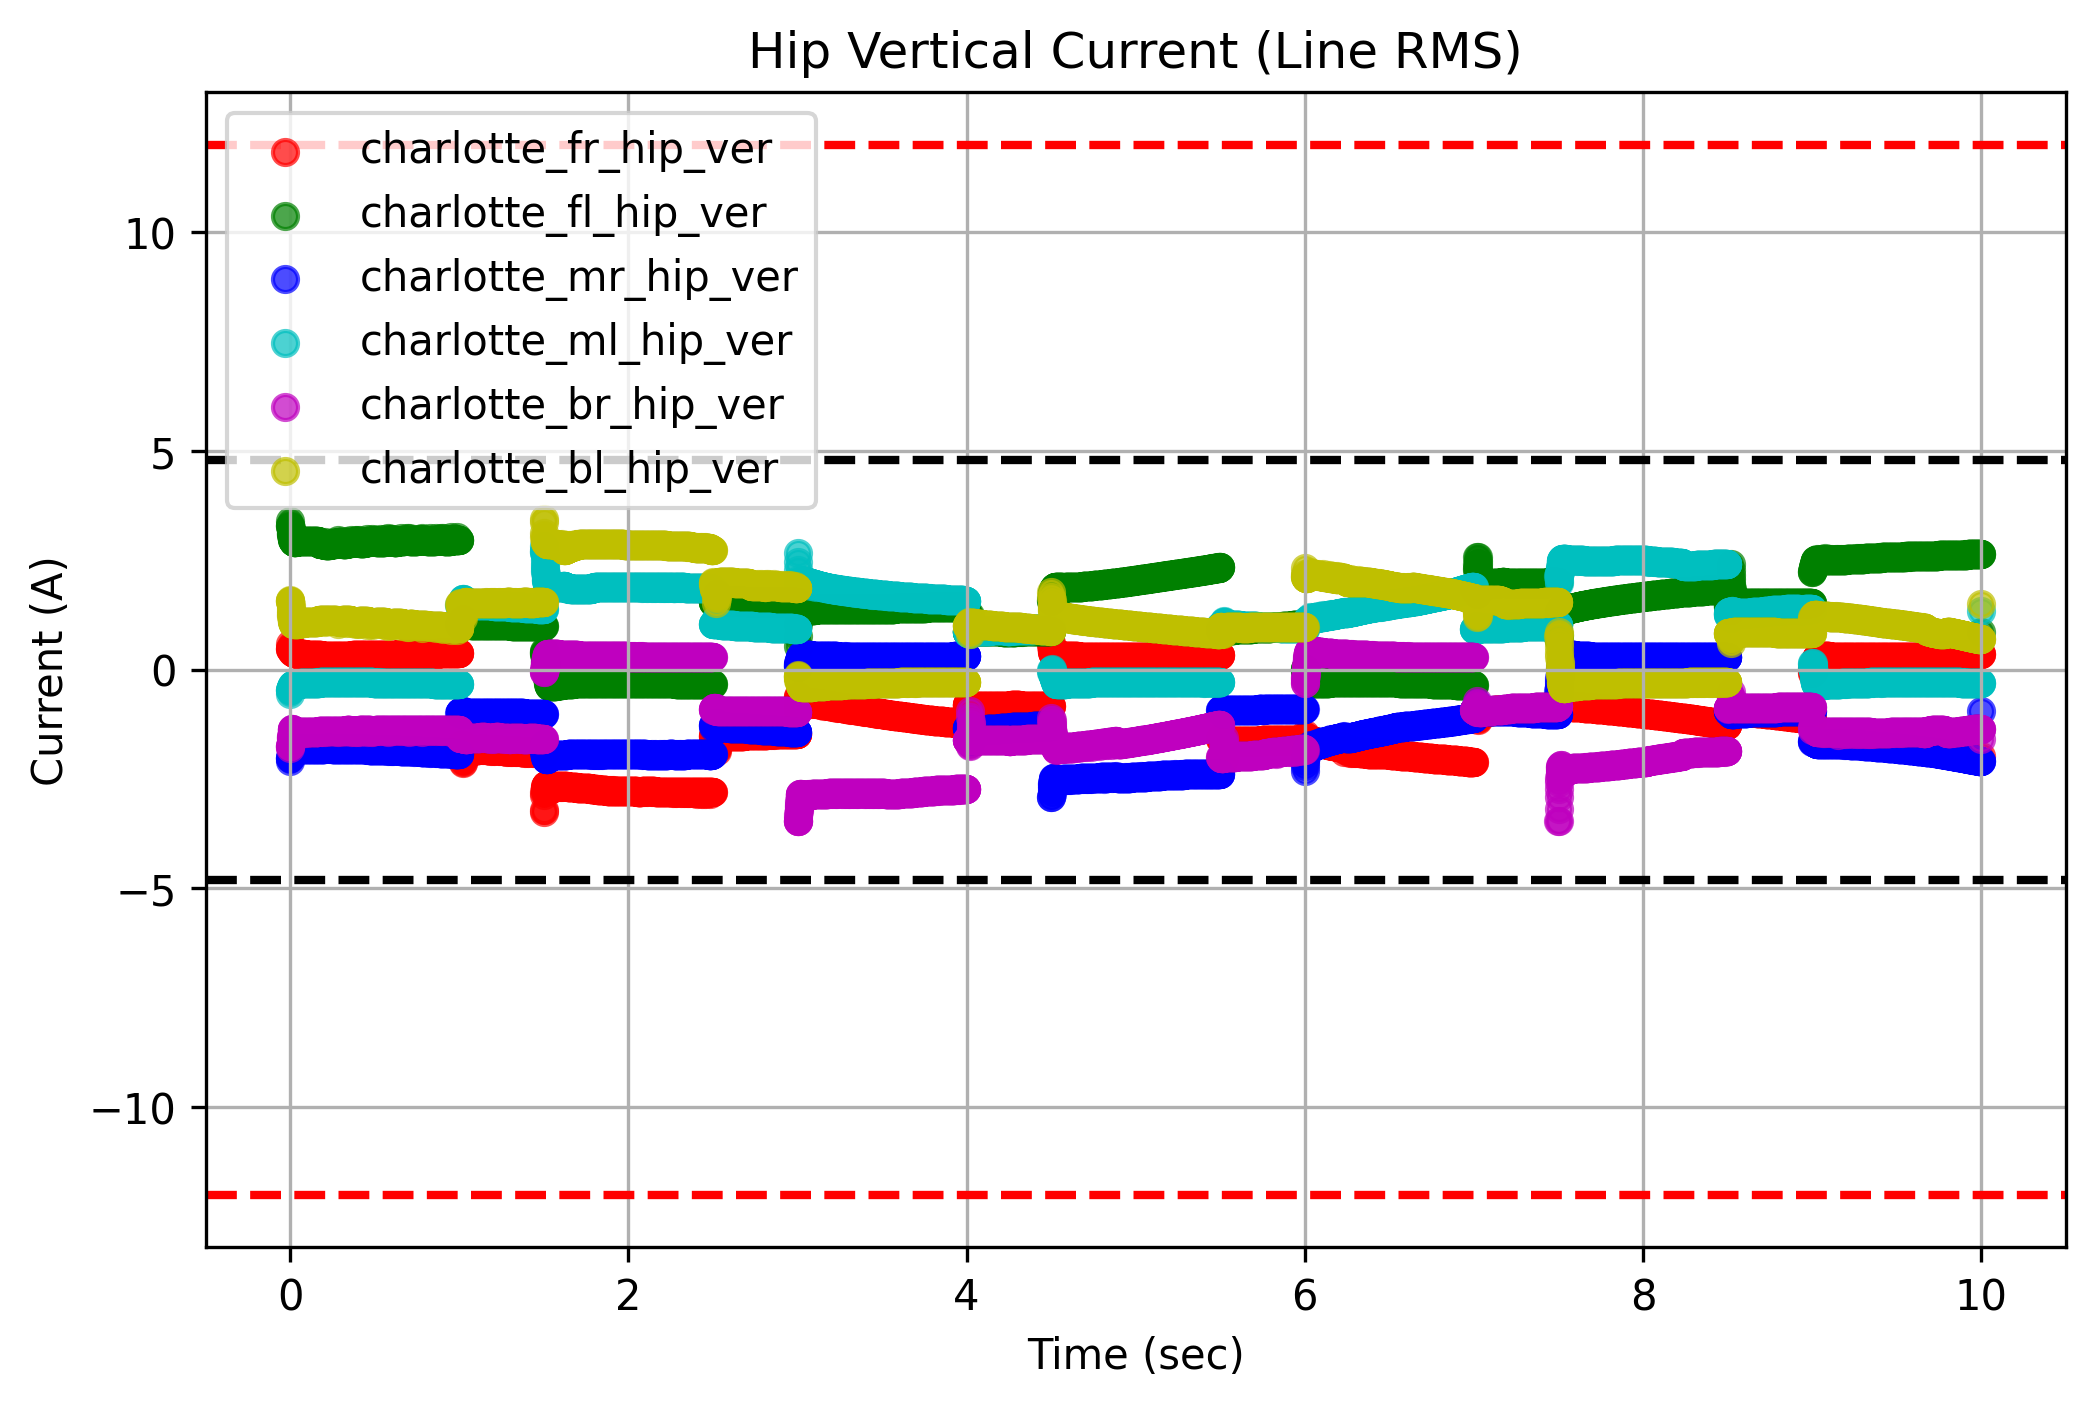 Hip Vertical Current (Line RMS)
charlotte_fr_hip_ver
charlotte_fl_hip_ver
charlotte_mr_hip_ver
charlotte_ml_hip_ver
charlotte_br_hip_ver
charlotte_bl_hip_ver
Current (A)
10
5
0
−5
−10
0 2 4 6 8 10
Time (sec)